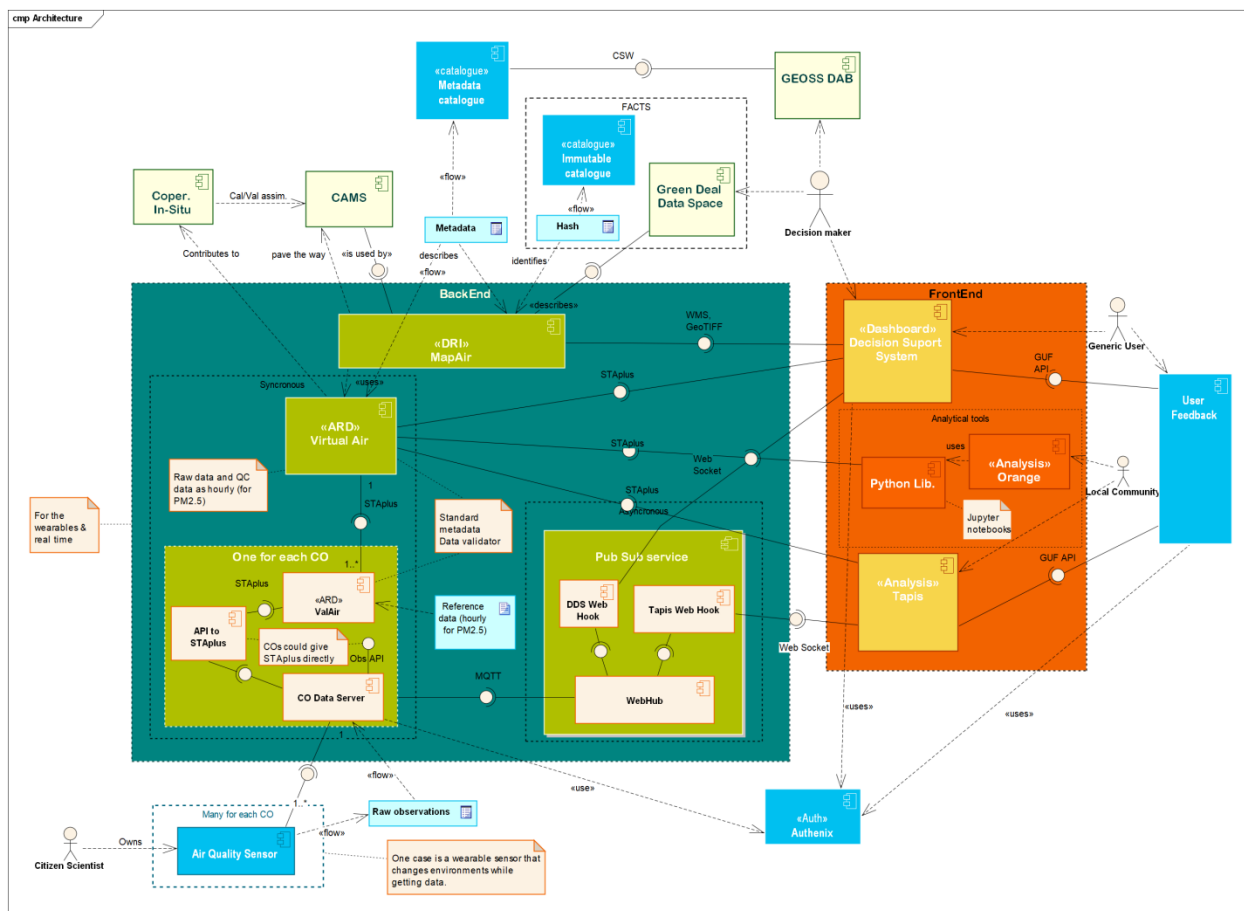 cmp Architecture
CSW
«catalogue»
Metadata
catalogue
GEOSS DAB
FACTS
«catalogue»
Immutable
catalogue
Green Deal
Data Space
Coper.
In-Situ
Cal/Val assim.
CAMS
«flow»
«flow»
Metadata
Hash
Decision maker
Contributes to
pave the way
«is used by»
describes
«flow»
identifies
«describes»
BackEnd
FrontEnd
«DRI»
MapAir
WMS,
GeoTIFF
«Dashboard»
Decision Suport
System
Generic User
GUF
API
User
Feedback
Syncronous
«uses»
STAplus
«ARD»
Virtual Air
Analytical tools
STAplus
Web
Socket
uses
Python Lib.
«Analysis»
Orange
Local Community
Raw data and QC
data as hourly (for
PM2.5)
1
STAplus
STAplus
Asyncronous
Jupyter
notebooks
For the
wearables &
real time
Standard
metadata
Data validator
One for each CO
1..*
Pub Sub service
GUF API
STAplus
«ARD»
ValAir
«Analysis»
Tapis
DDS Web
Hook
Tapis Web Hook
Reference
data (hourly
for PM2.5)
API to
STAplus
COs could give
STAplus directly
Obs API
Web Socket
CO Data Server
MQTT
WebHub
1
«uses»
«uses»
«flow»
«use»
1..*
Many for each CO
Raw observations
«flow»
«Auth»
Authenix
Owns
Citizen Scientist
Air Quality Sensor
One case is a wearable sensor that
changes environments while
getting data.